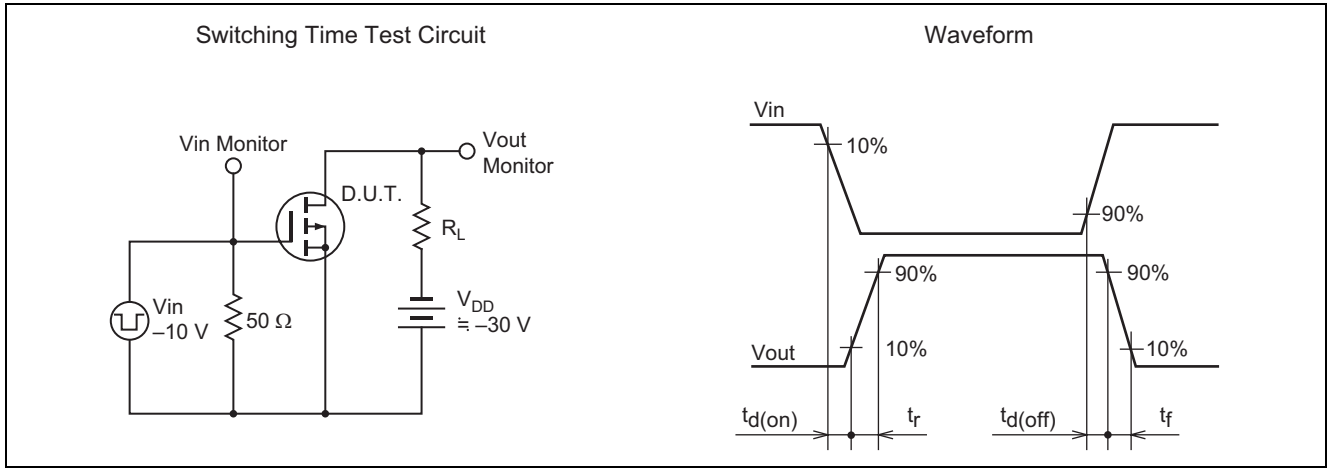 Switching Time Test Circuit
Vin Monitor
Vout
Monitor
D.U.T.
RL
Vin
–10 V
50 Ω
VDD
≒ –30 V
Waveform
Vin
10%
90%
90%
90%
Vout
10%
10%
td(on)
tr
td(off)
tf